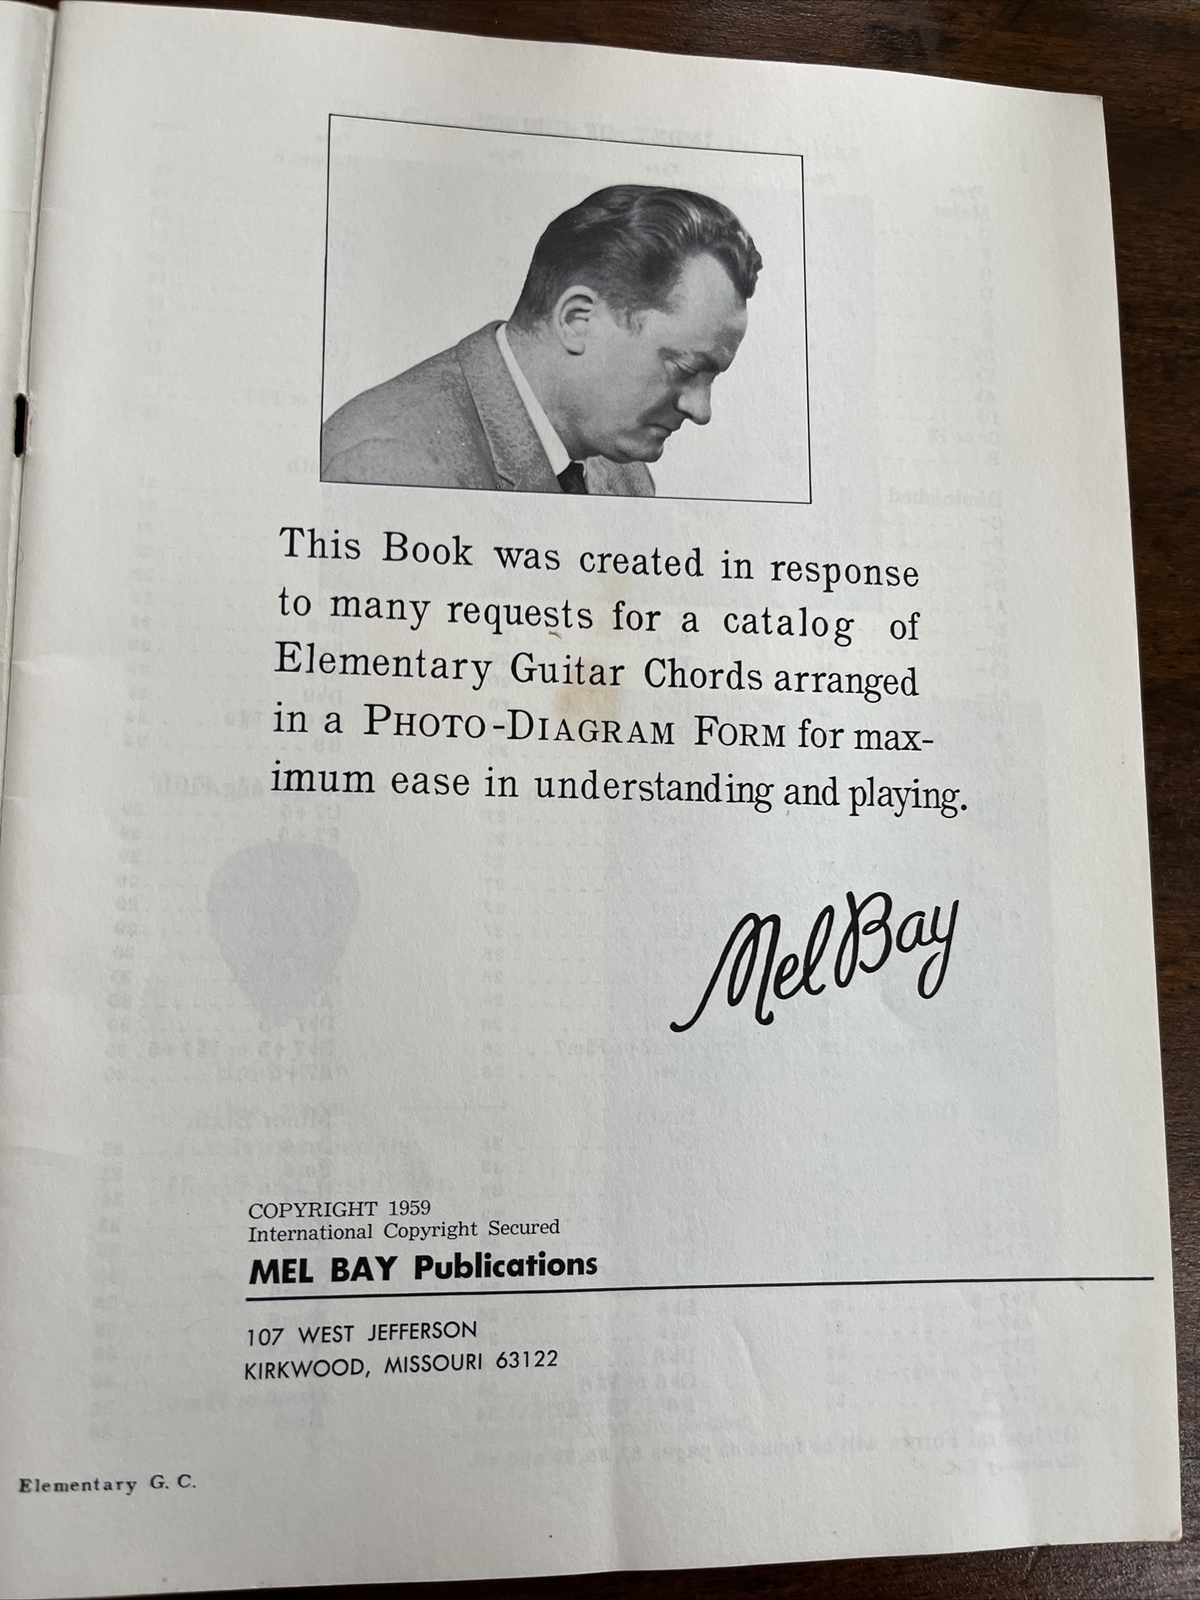 This Book was created in response
to many requests for a catalog of
Elementary Guitar Chords arranged
in a PHOTO-DIAGRAM FORM for max-
imum ease in understanding and playing.
Mel Bay
COPYRIGHT 1959
International Copyright Secured
MEL BAY Publications
107 WEST JEFFERSON
KIRKWOOD, MISSOURI 63122
Elementary G. C.